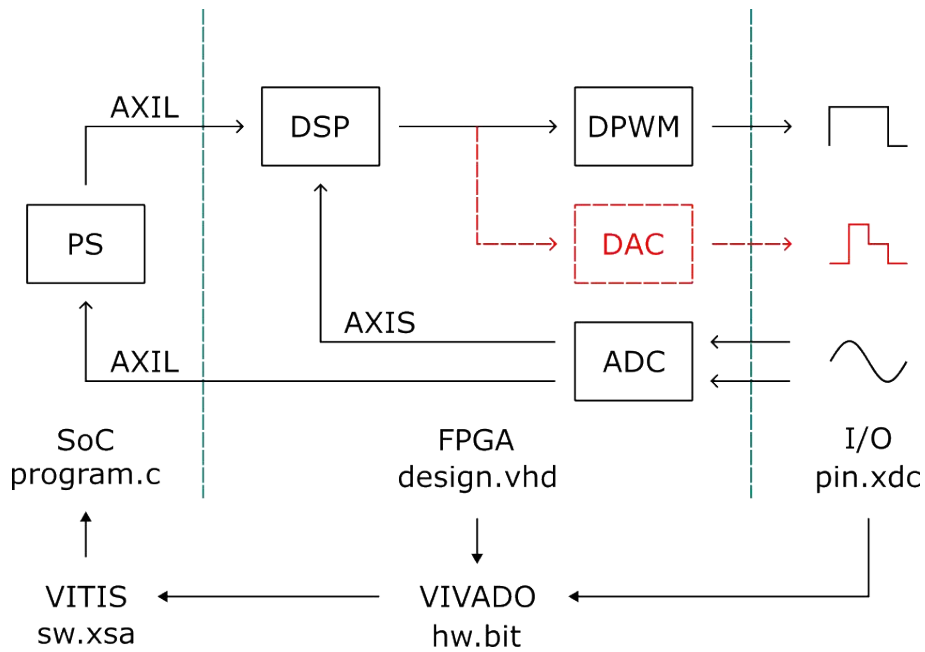 AXIL
DSP
DPWM
PS
DAC
AXIS
AXIL
ADC
SoC
program.c
FPGA
design.vhd
I/O
pin.xdc
VITIS
sw.xsa
VIVADO
hw.bit